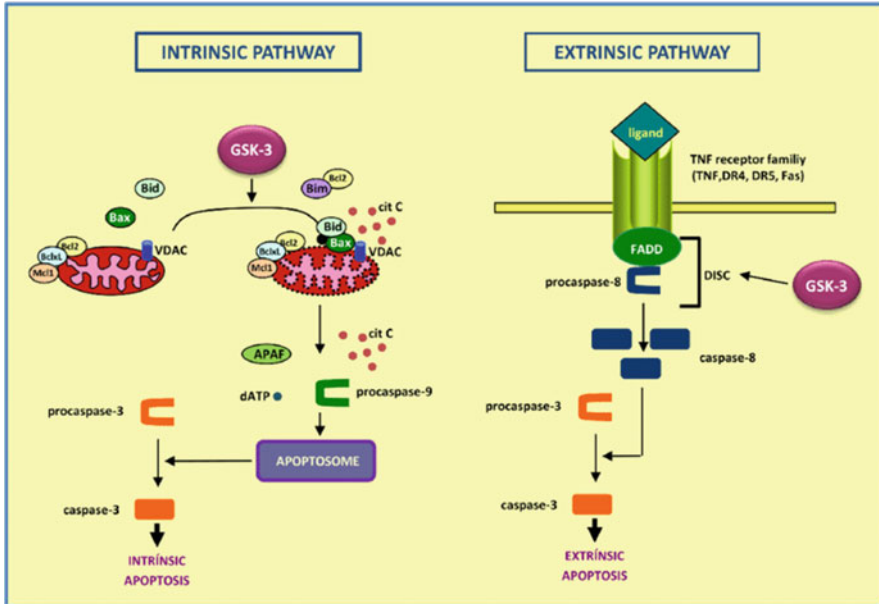 INTRINSIC PATHWAY
GSK-3
Bid
Bax
Bcl2
BclxL
Mcl1
VDAC
Bim
Bcl2
cit C
Bid
Bax
Bcl2
BclxL
Mcl1
VDAC
cit C
APAF
dATP
procaspase-9
procaspase-3
APOPTOSOME
caspase-3
INTRÍNSIC
APOPTOSIS
EXTRINSIC PATHWAY
ligand
TNF receptor familiy
(TNF,DR4, DR5, Fas)
FADD
procaspase-8
DISC
GSK-3
caspase-8
procaspase-3
caspase-3
EXTRÍNSIC
APOPTOSIS